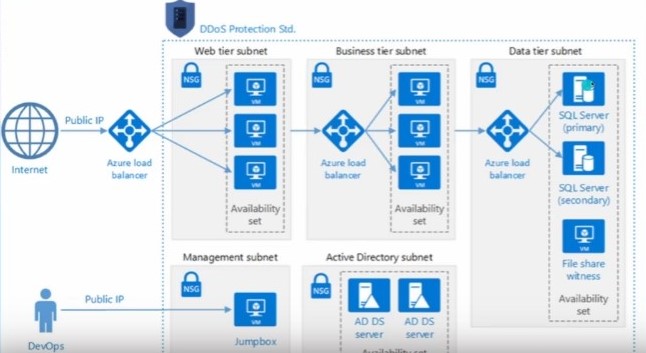 DDoS Protection Std.
Web tier subnet
Business tier subnet
Data tier subnet
NSG
NSG
NSG
VM
VM
VM
VM
VM
VM
Public IP
Internet
Azure load
balancer
Azure load
balancer
Azure load
balancer
SQL Server
(primary)
SQL Server
(secondary)
VM
File share
witness
Availability
set
Availability
set
Availability
set
Management subnet
Active Directory subnet
NSG
NSG
Public IP
VM
DevOps
Jumpbox
AD DS
server
AD DS
server
Availability